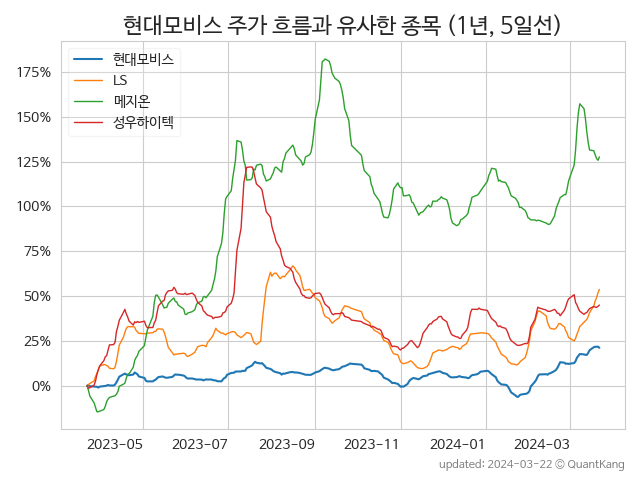 현대모비스 주가 흐름과 유사한 종목 (1년, 5일선)
현대모비스
LS
메지온
성우하이텍
175%
150%
125%
100%
75%
50%
25%
0%
2023-05 2023-07 2023-09 2023-11 2024-01 2024-03
updated: 2024-03-22 © QuantKang